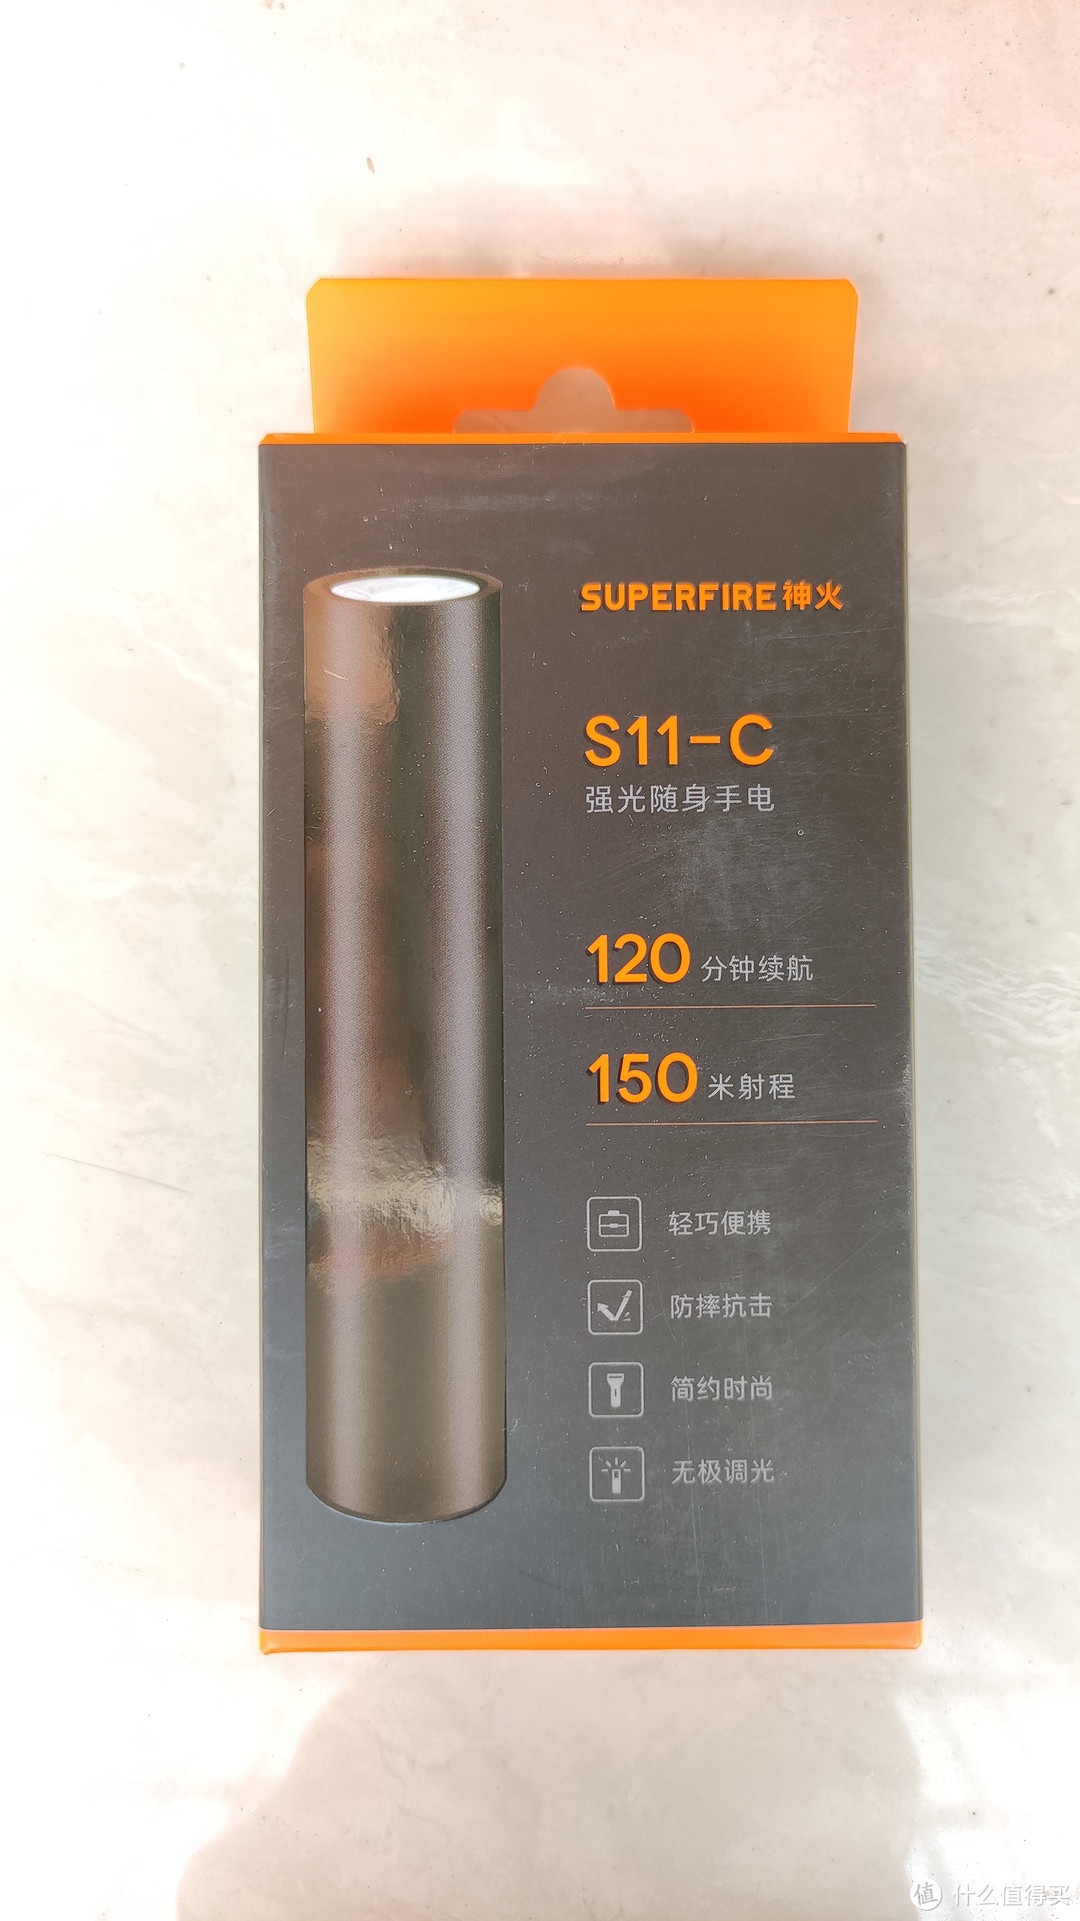 SUPERFIRE神火
S11-C
强光随身手电
120分钟续航
150米射程
轻巧便携
防摔抗击
简约时尚
无极调光
值 什么值得买